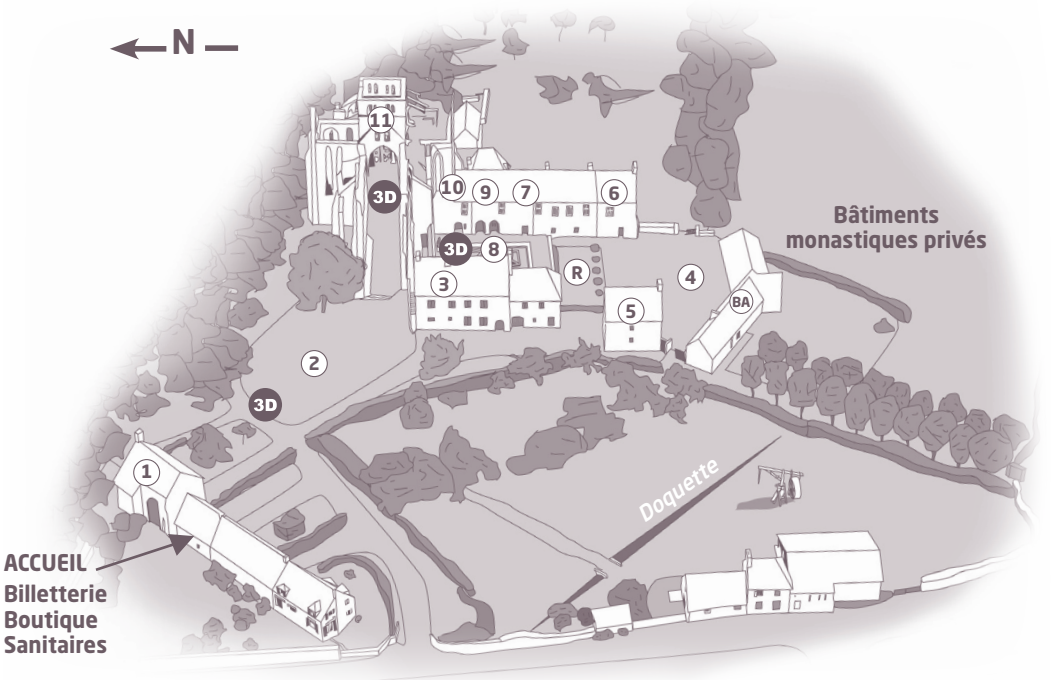 N
11
10
9
7
6
3D
Bâtiments
monastiques privés
3D
8
R
4
3
BA
5
2
3D
1
Doquette
ACCUEIL
Billetterie
Boutique
Sanitaires